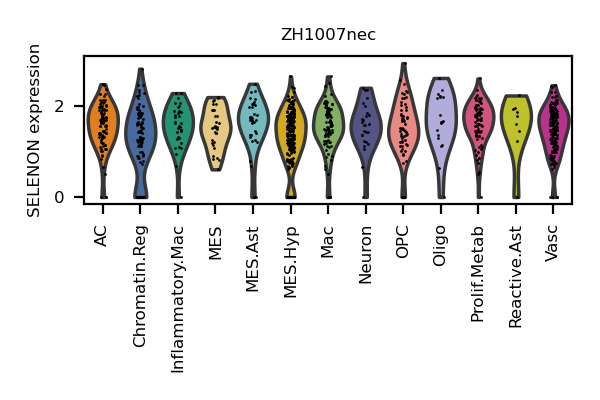 ZH1007nec
SELENON expression
2
0
AC
Chromatin.Reg
Inflammatory.Mac
MES
MES.Ast
MES.Hyp
Mac
Neuron
OPC
Oligo
Prolif.Metab
Reactive.Ast
Vasc